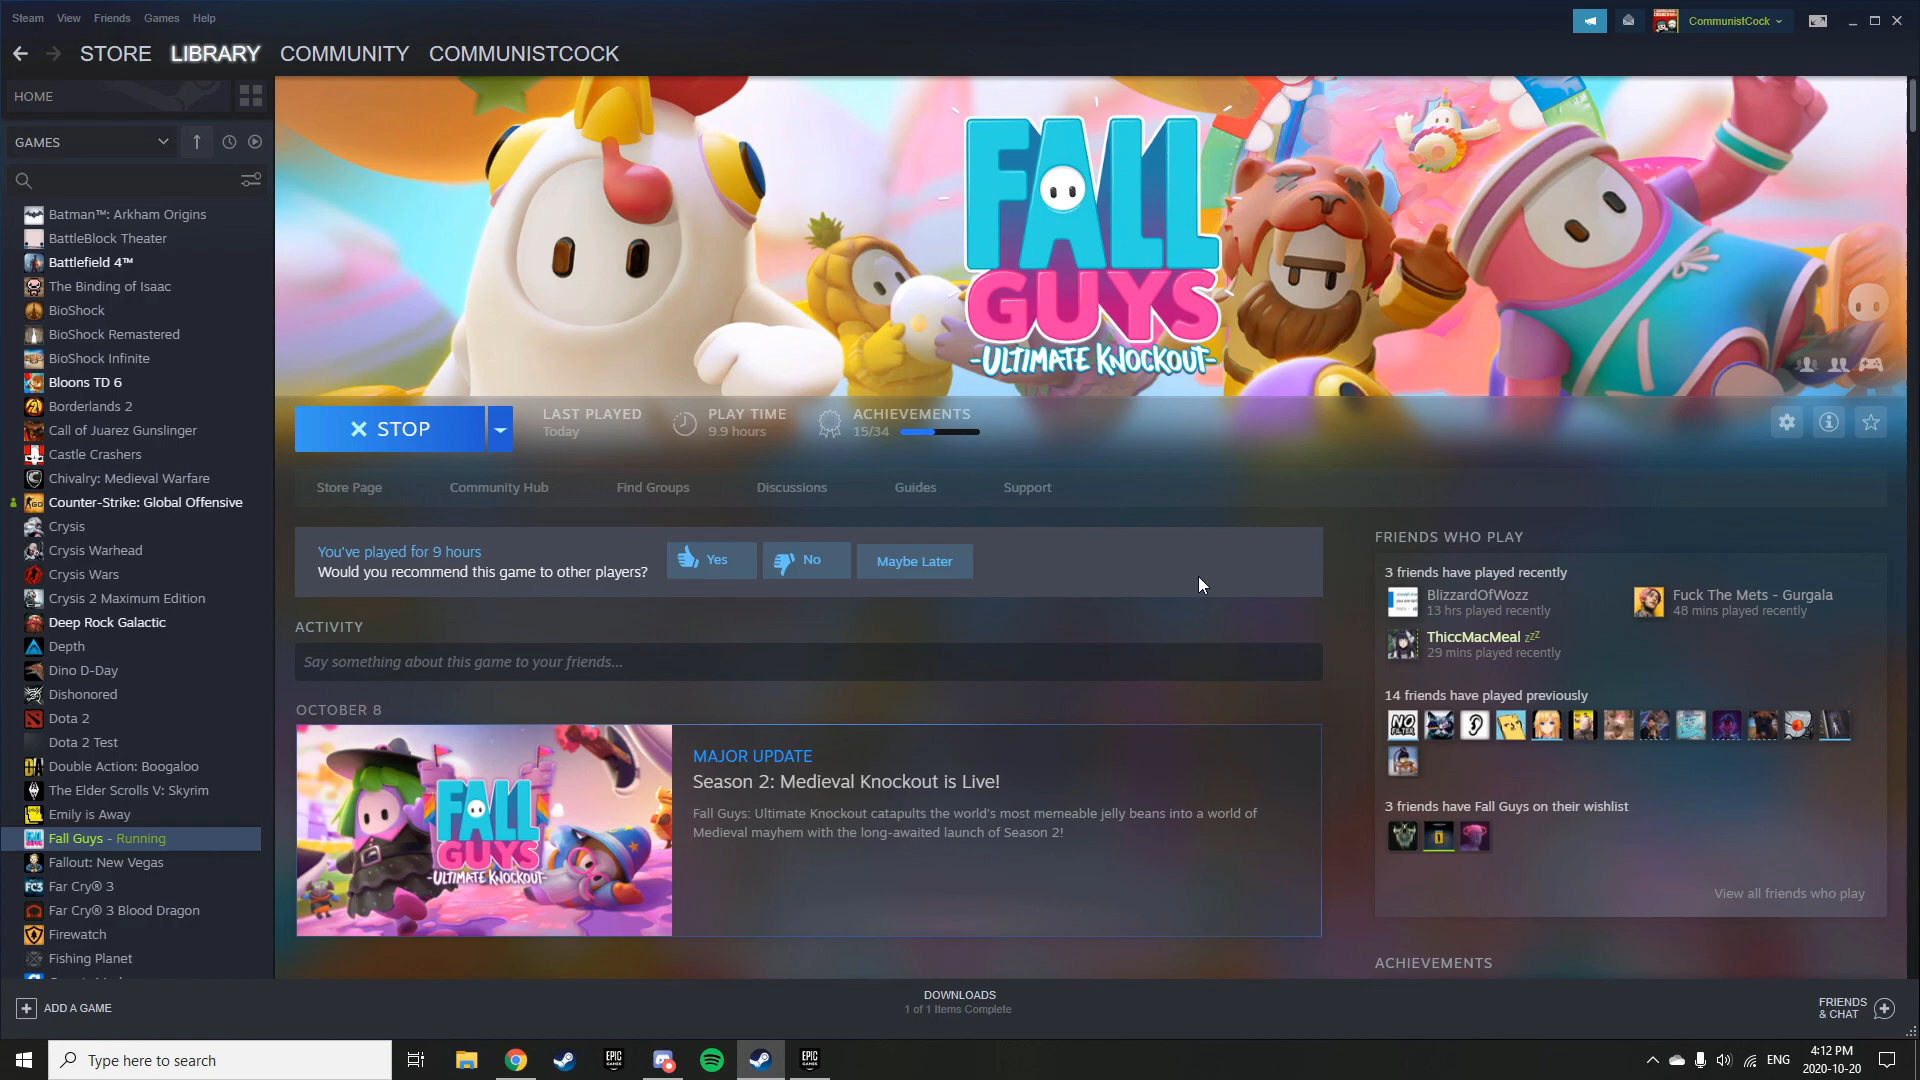 Steam View Friends Games Help
CommunistCock
STORE LIBRARY COMMUNITY COMMUNISTCOCK
HOME
GAMES
Batman™: Arkham Origins
BattleBlock Theater
Battlefield 4™
The Binding of Isaac
BioShock
BioShock Remastered
BioShock Infinite
Bloons TD 6
Borderlands 2
Call of Juarez Gunslinger
Castle Crashers
Chivalry: Medieval Warfare
Counter-Strike: Global Offensive
Crysis
Crysis Warhead
Crysis Wars
Crysis 2 Maximum Edition
Deep Rock Galactic
Depth
Dino D-Day
Dishonored
Dota 2
Dota 2 Test
Double Action: Boogaloo
The Elder Scrolls V: Skyrim
Emily is Away
Fall Guys - Running
Fallout: New Vegas
Far Cry® 3
Far Cry® 3 Blood Dragon
Firewatch
Fishing Planet
ADD A GAME
FALL
GUYS
-ULTIMATE KNOCKOUT-
STOP
LAST PLAYED
Today
PLAY TIME
9.9 hours
ACHIEVEMENTS
15/34
Store Page Community Hub Find Groups Discussions Guides Support
You've played for 9 hours
Would you recommend this game to other players?
Yes No Maybe Later
ACTIVITY
Say something about this game to your friends...
OCTOBER 8
FALL
GUYS
-ULTIMATE KNOCKOUT-
MAJOR UPDATE
Season 2: Medieval Knockout is Live!
Fall Guys: Ultimate Knockout catapults the world's most memeable jelly beans into a world of
Medieval mayhem with the long-awaited launch of Season 2!
FRIENDS WHO PLAY
3 friends have played recently
BlizzardOfWozz
13 hrs played recently
Fuck The Mets - Gurgala
48 mins played recently
ThiccMacMeal zzz
29 mins played recently
14 friends have played previously
NO
FILTER
3 friends have Fall Guys on their wishlist
View all friends who play
ACHIEVEMENTS
DOWNLOADS
1 of 1 Items Complete
FRIENDS
& CHAT
Type here to search
EPIC
GAMES
EPIC
GAMES
ENG
4:12 PM
2020-10-20